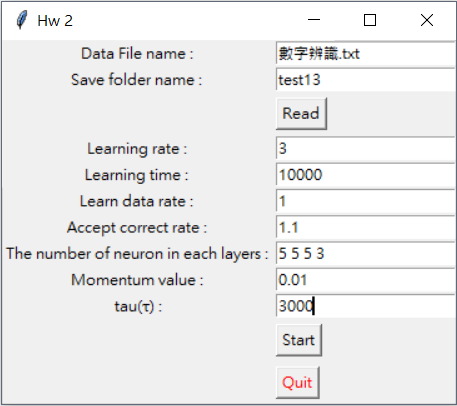 Hw 2
Data File name : 數字辨識.txt
Save folder name : test13
Read
Learning rate : 3
Learning time : 10000
Learn data rate : 1
Accept correct rate : 1.1
The number of neuron in each layers : 5 5 5 3
Momentum value : 0.01
tau(τ) : 3000
Start
Quit